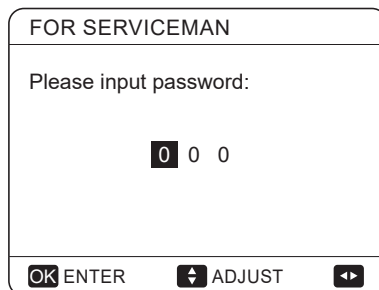 FOR SERVICEMAN
Please input password:
0 0 0
OK ENTER ADJUST